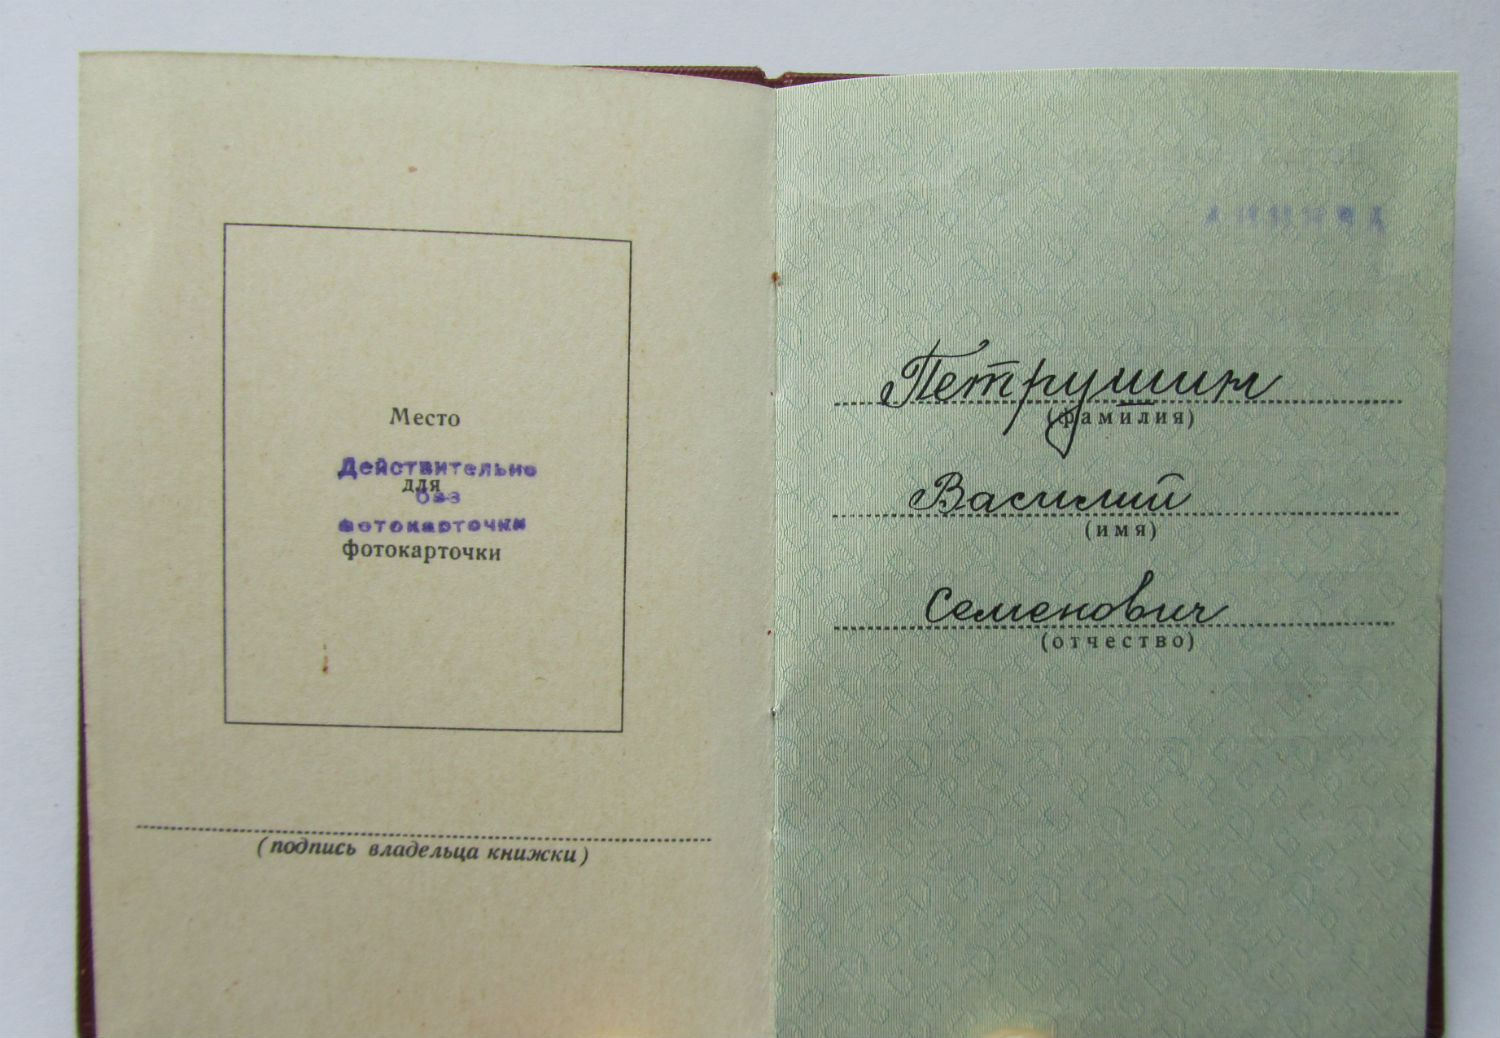 Место
Действительно
для
без
фотокарточки
фотокарточки
(подпись владельца книжки)
Петрушин
(фамилия)
Василий
(имя)
Семенович
(отчество)